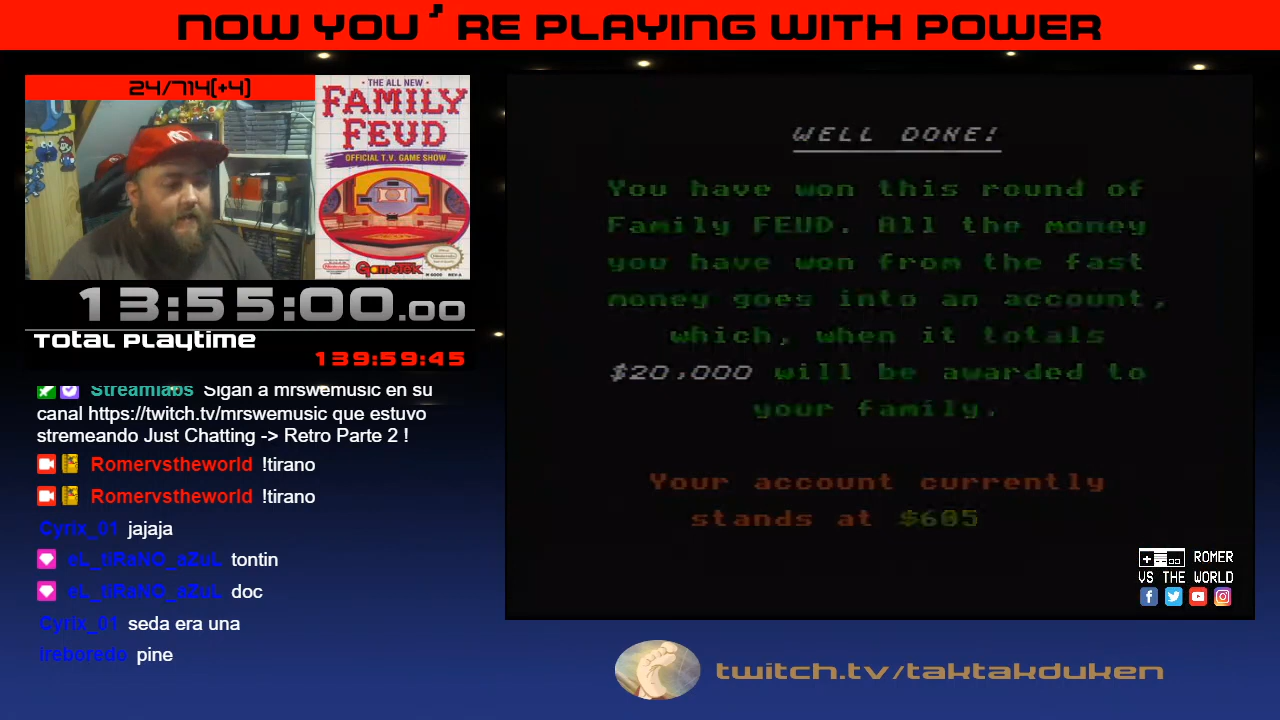 NOW YOU'RE PLAYING WITH POWER
24/714[+4]
• THE ALL NEW •
FAMILY
FEUD
OFFICIAL T.V. GAME SHOW
GameTek
13:55:00.00
Total Playtime
139:59:45
Streamlabs Sigan a mrswemusic en su
canal https://twitch.tv/mrswemusic que estuvo
stremeando Just Chatting -> Retro Parte 2 !
Romervstheworld !tirano
Romervstheworld !tirano
Cyrix_01 jajaja
eL_tiRaNO_aZuL tontin
eL_tiRaNO_aZuL doc
Cyrix_01 seda era una
ireboredo pine
WELL DONE!
You have won this round of
Family FEUD. All the money
you have won from the fast
money goes into an account,
which, when it totals
$20,000 will be awarded to
your family.
Your account currently
stands at $605
ROMER
VS THE WORLD
twitch.tv/taktakduken